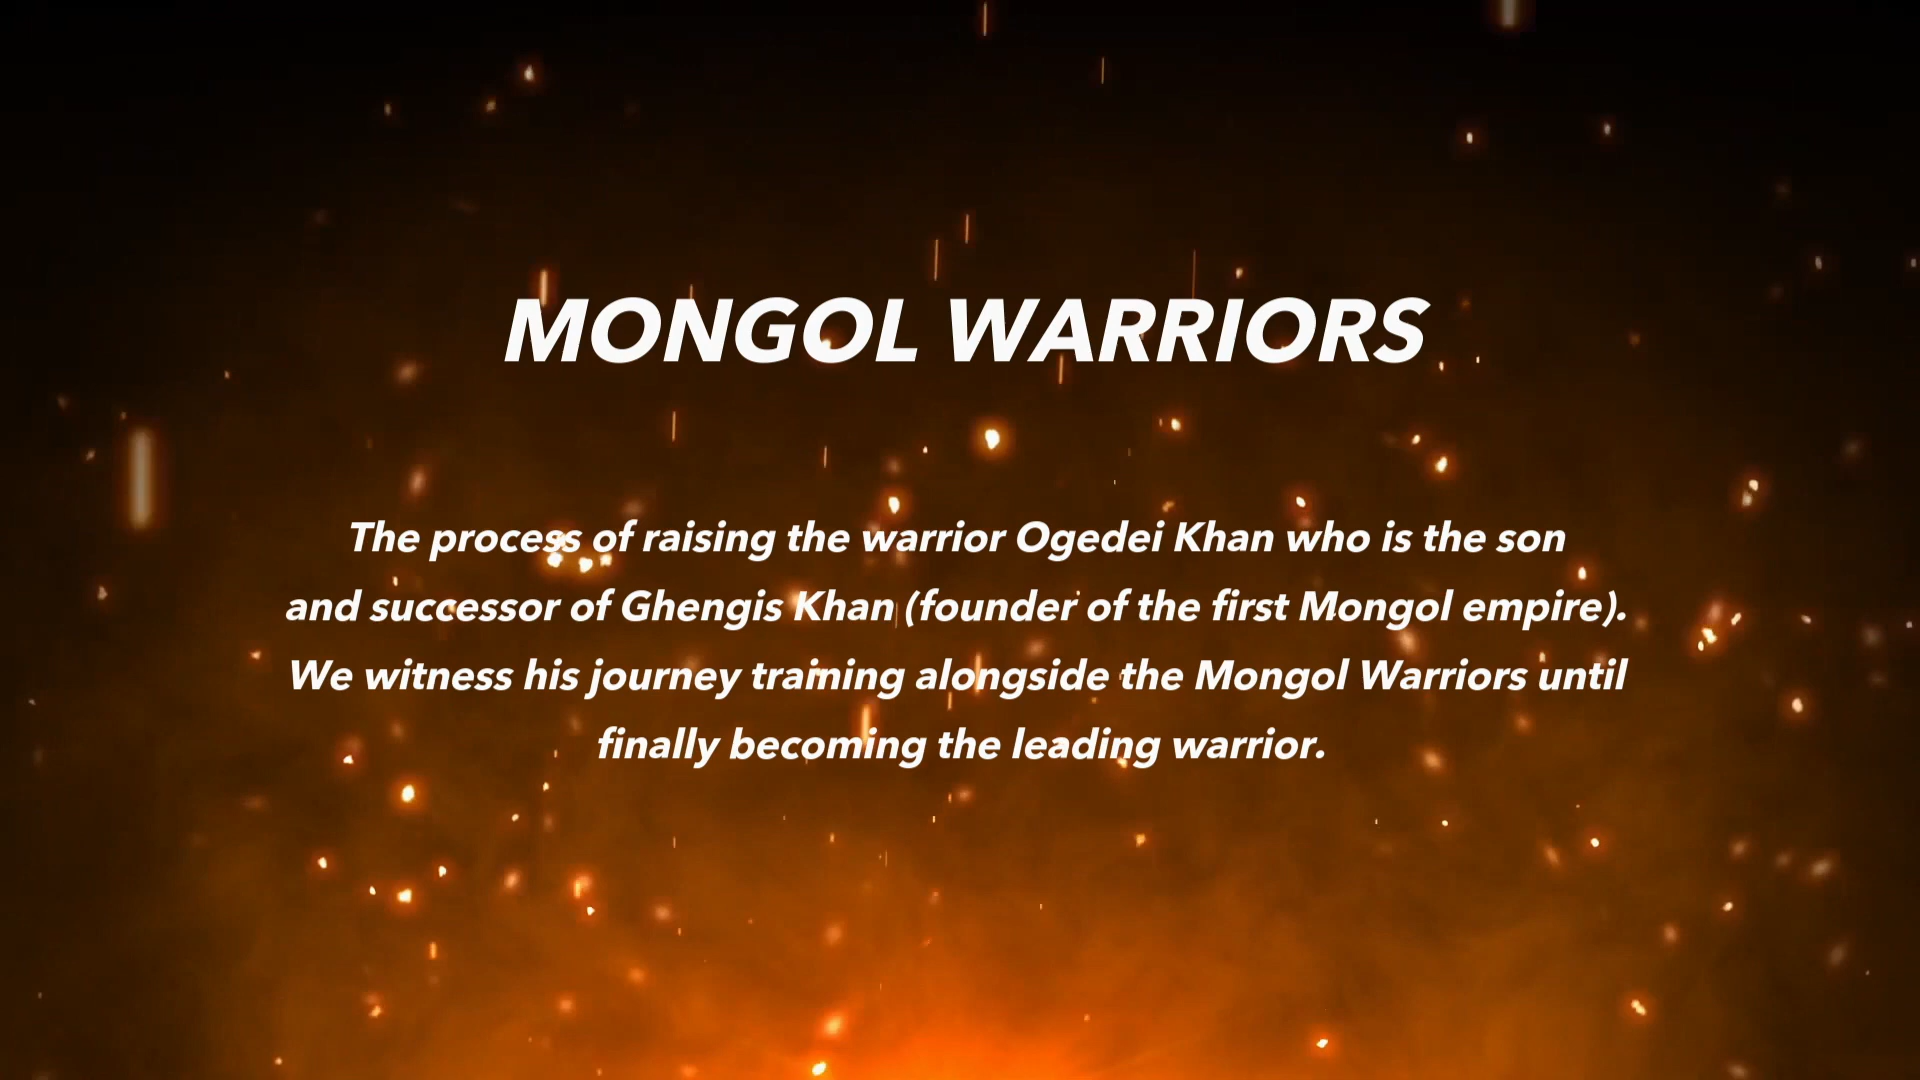 MONGOL WARRIORS
The process of raising the warrior Ogedei Khan who is the son
and successor of Ghengis Khan (founder of the first Mongol empire).
We witness his journey training alongside the Mongol Warriors until
finally becoming the leading warrior.